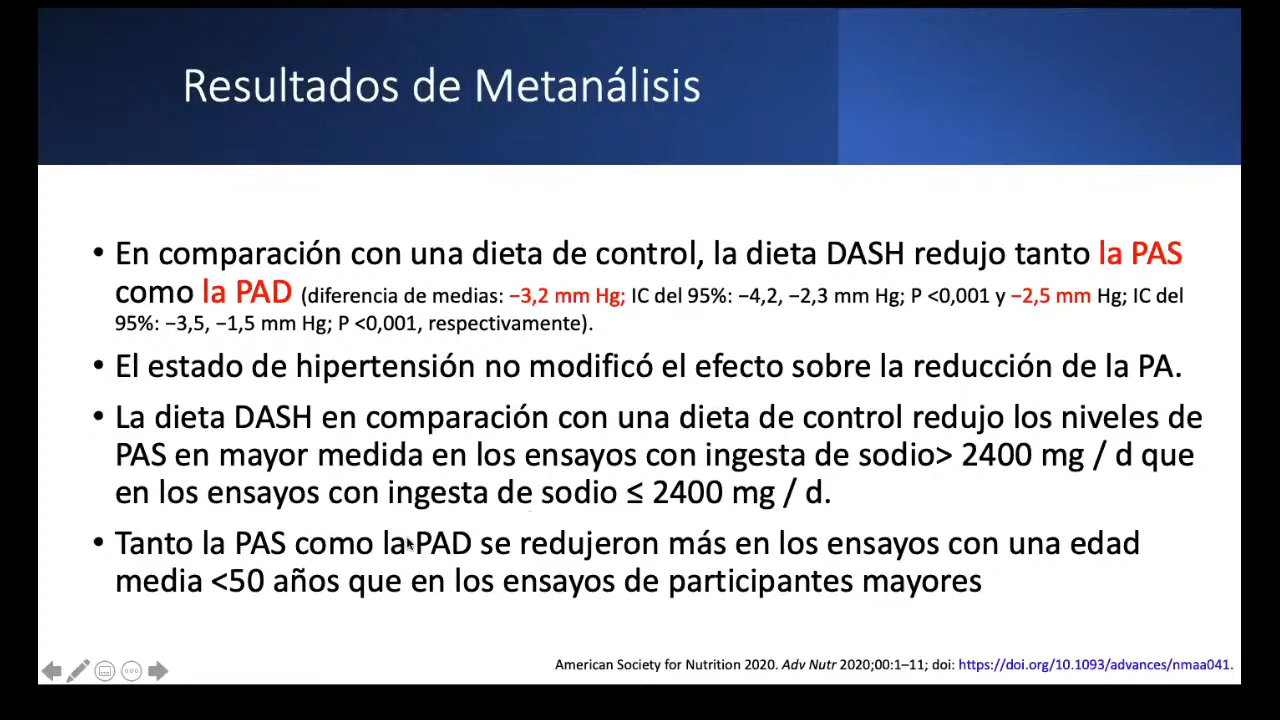 Resultados de Metanálisis
• En comparación con una dieta de control, la dieta DASH redujo tanto la PAS
como la PAD (diferencia de medias: −3,2 mm Hg; IC del 95%: −4,2, −2,3 mm Hg; P <0,001 y −2,5 mm Hg; IC del
95%: −3,5, −1,5 mm Hg; P <0,001, respectivamente).
• El estado de hipertensión no modificó el efecto sobre la reducción de la PA.
• La dieta DASH en comparación con una dieta de control redujo los niveles de
PAS en mayor medida en los ensayos con ingesta de sodio> 2400 mg / d que
en los ensayos con ingesta de sodio ≤ 2400 mg / d.
• Tanto la PAS como la PAD se redujeron más en los ensayos con una edad
media <50 años que en los ensayos de participantes mayores
American Society for Nutrition 2020. Adv Nutr 2020;00:1–11; doi: https://doi.org/10.1093/advances/nmaa041.